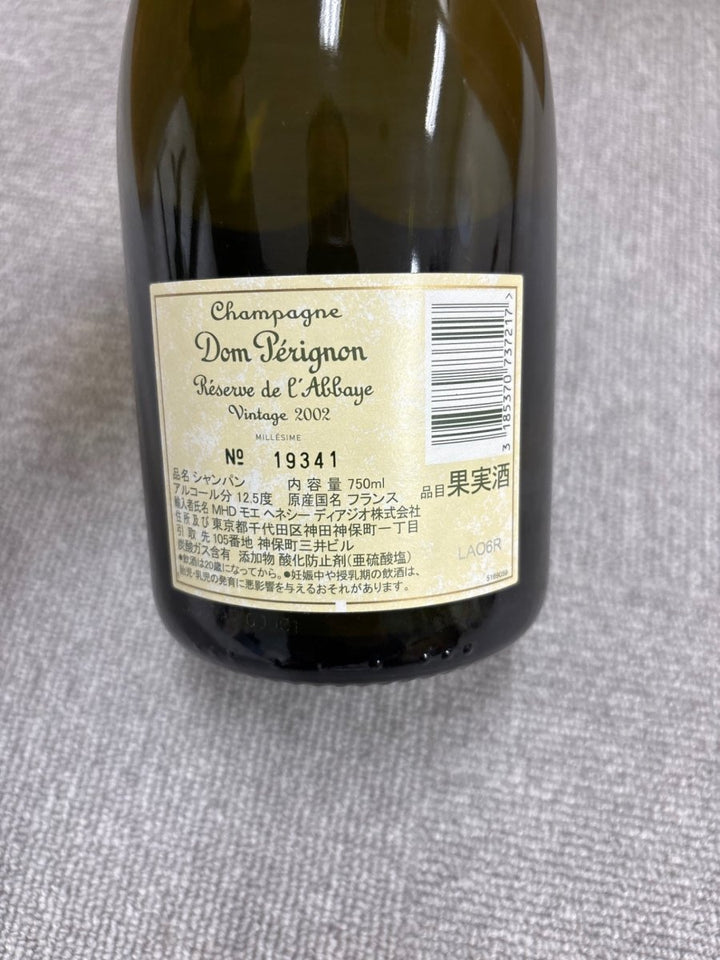 Champagne
Dom Pérignon
Réserve de l'Abbaye
Vintage 2002
MILLÉSIME
Nº 19341
品名 シャンパン 内容量 750ml
アルコール分 12.5度 原産国名 フランス
輸入者氏名 MHD モエ ヘネシー ディアジオ株式会社
住所及び 東京都千代田区神田神保町一丁目
引取先 105番地 神保町三井ビル
炭酸ガス含有 添加物 酸化防止剤(亜硫酸塩)
●飲酒は20歳になってから。●妊娠中や授乳期の飲酒は、
胎児・乳児の発育に悪影響を与えるおそれがあります。
3 185370 737217 >
品目 果実酒
LAO6R